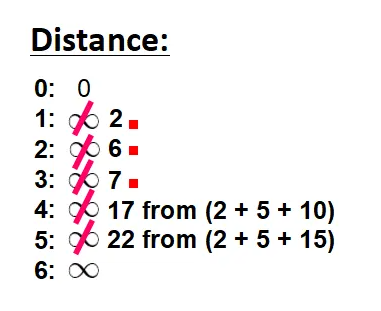 Distance:
0: 0
1: ∞ 2
2: ∞ 6
3: ∞ 7
4: ∞ 17 from (2 + 5 + 10)
5: ∞ 22 from (2 + 5 + 15)
6: ∞